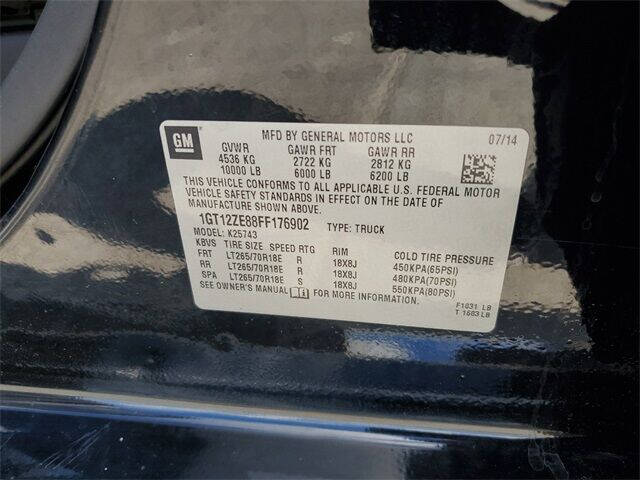 GM
MFD BY GENERAL MOTORS LLC 07/14
GVWR GAWR FRT GAWR RR
4536 KG 2722 KG 2812 KG
10000 LB 6000 LB 6200 LB
THIS VEHICLE CONFORMS TO ALL APPLICABLE U.S. FEDERAL MOTOR
VEHICLE SAFETY STANDARDS IN EFFECT ON THE DATE OF
MANUFACTURE SHOWN ABOVE.
1GT12ZE88FF176902 TYPE: TRUCK
MODEL: K25743
KBVS TIRE SIZE SPEED RTG RIM COLD TIRE PRESSURE
FRT LT265/70R18E R 18X8J 450KPA(65PSI)
RR LT265/70R18E R 18X8J 480KPA(70PSI)
SPA LT265/70R18E S 18X8J 550KPA(80PSI)
SEE OWNER'S MANUAL FOR MORE INFORMATION.
F1031 LB
T 1683 LB